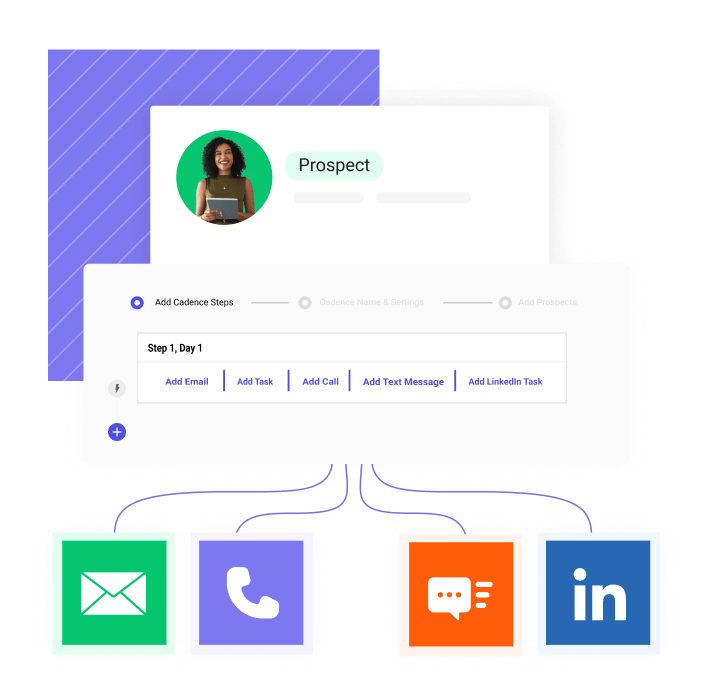 Prospect
Add Cadence Steps Cadence Name & Settings Add Prospects
Step 1, Day 1
Add Email Add Task Add Call Add Text Message Add LinkedIn Task
in